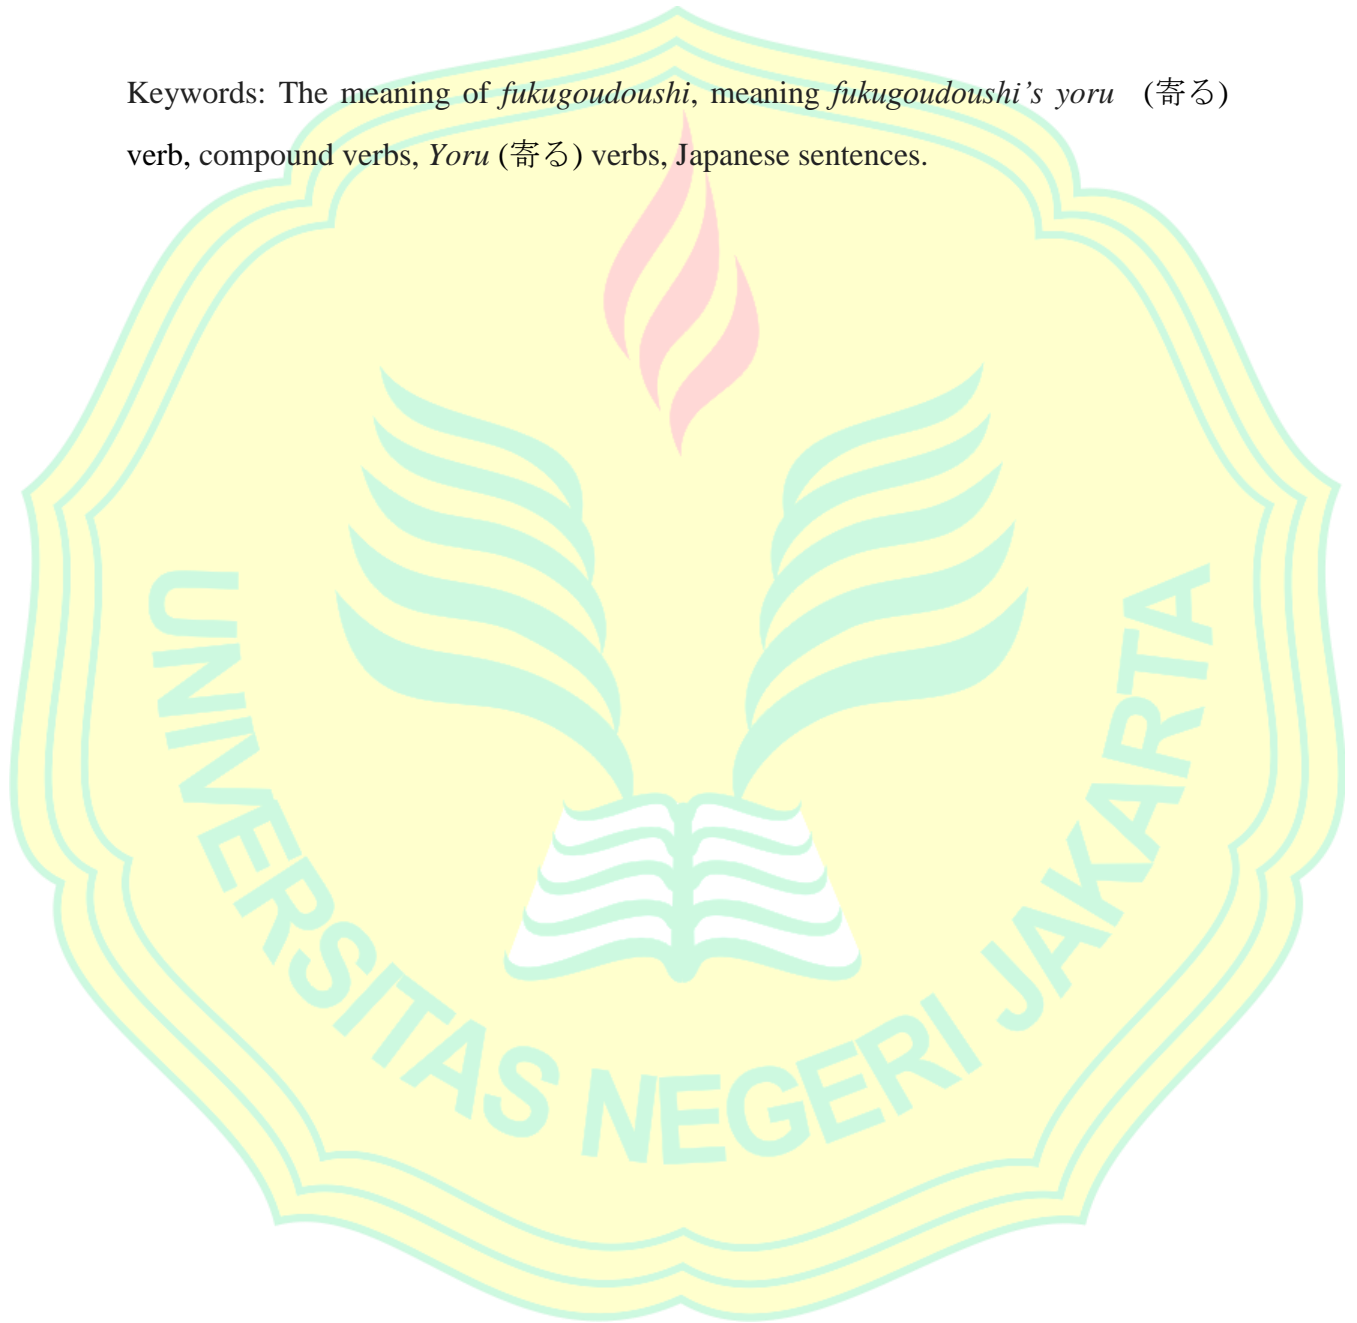 Keywords: The meaning of fukugoudoushi, meaning fukugoudoushi's yoru (寄る)
verb, compound verbs, Yoru (寄る) verbs, Japanese sentences.
UNIVERSITAS NEGERI JAKARTA